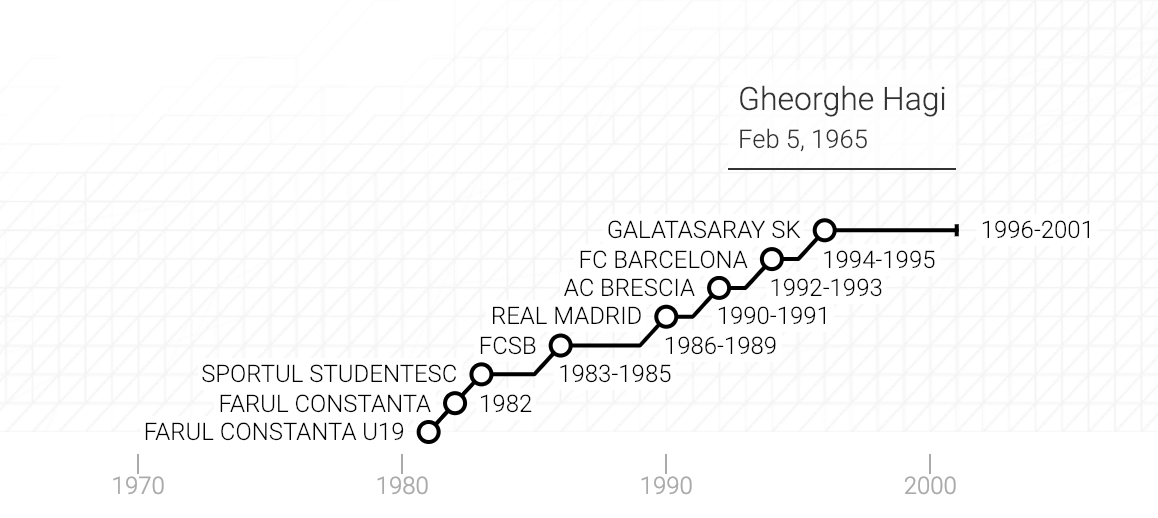 Gheorghe Hagi
Feb 5, 1965
GALATASARAY SK 1996-2001
FC BARCELONA 1994-1995
AC BRESCIA 1992-1993
REAL MADRID 1990-1991
FCSB 1986-1989
SPORTUL STUDENTESC 1983-1985
FARUL CONSTANTA 1982
FARUL CONSTANTA U19
1970 1980 1990 2000